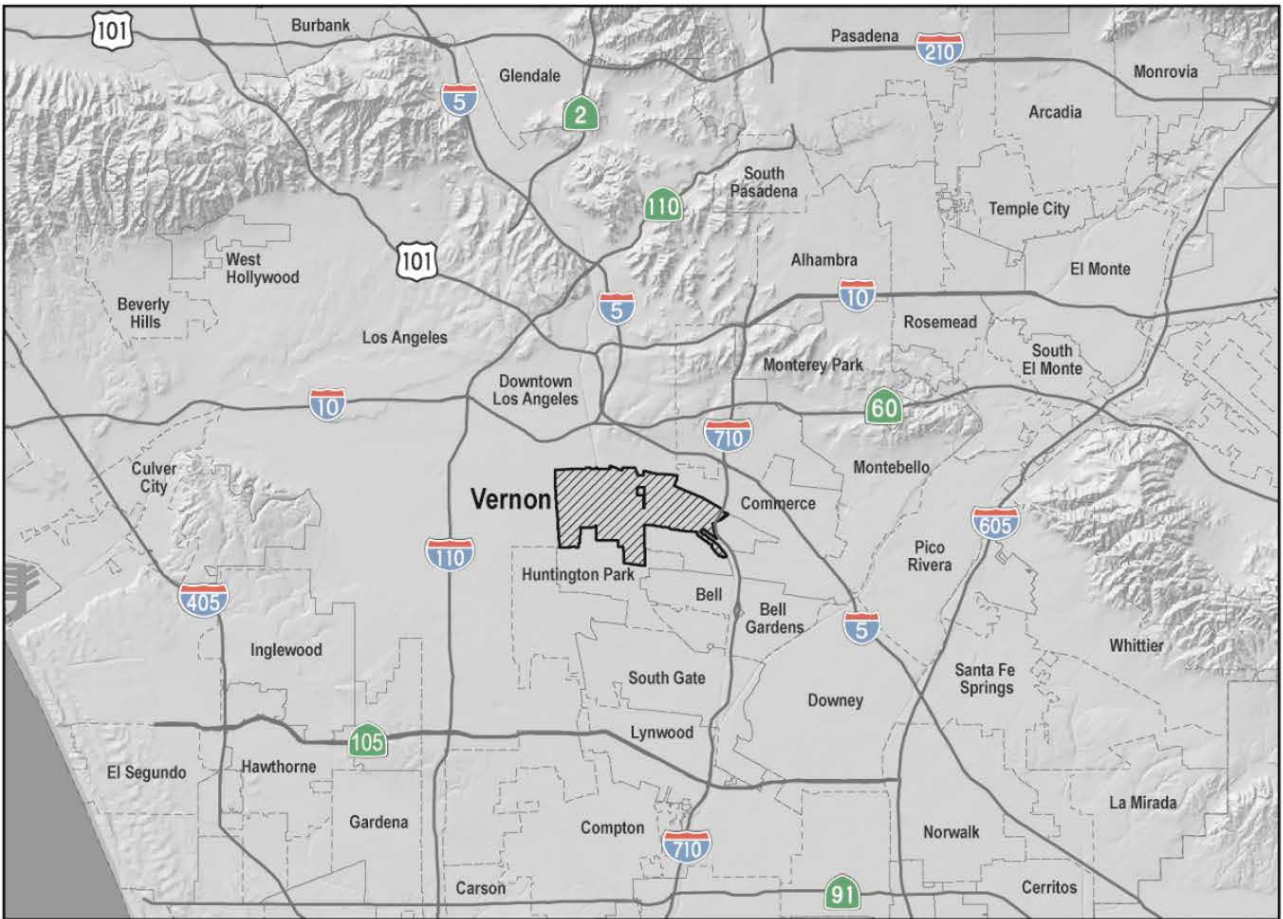 101
Burbank
Pasadena
210
Monrovia
Glendale
5
2
Arcadia
South
Pasadena
110
Temple City
101
West
Hollywood
Alhambra
El Monte
Beverly
Hills
5
10
Los Angeles
Rosemead
South
El Monte
Monterey Park
Downtown
Los Angeles
10
60
710
Culver
City
Montebello
Vernon
Commerce
605
110
Pico
Rivera
Huntington Park
405
Bell
Bell
Gardens
5
Inglewood
Whittier
South Gate
Santa Fe
Springs
Downey
105
Lynwood
El Segundo
Hawthorne
La Mirada
Gardena
Compton
Norwalk
710
Carson
91
Cerritos